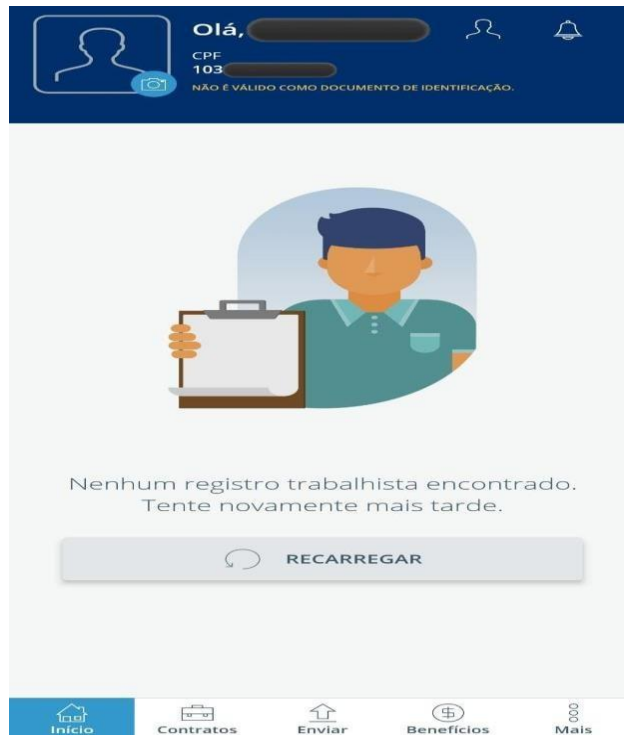 Olá,
CPF
103
NÃO É VÁLIDO COMO DOCUMENTO DE IDENTIFICAÇÃO.
Nenhum registro trabalhista encontrado.
Tente novamente mais tarde.
RECARREGAR
Início Contratos Enviar Benefícios Mais